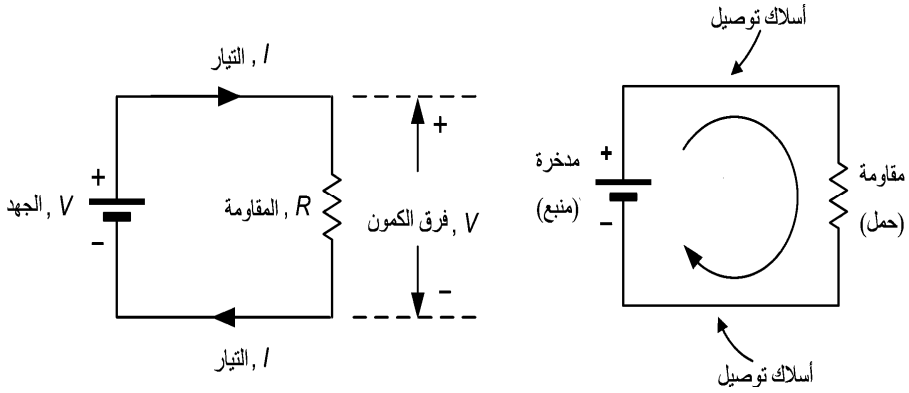 أسلاك توصيل
التيار , I
+
+
+
مدخرة
(منبع)
مقاومة
(حمل)
الجهد , V
المقاومة , R
فرق الكمون , V
-
-
-
التيار , I
أسلاك توصيل